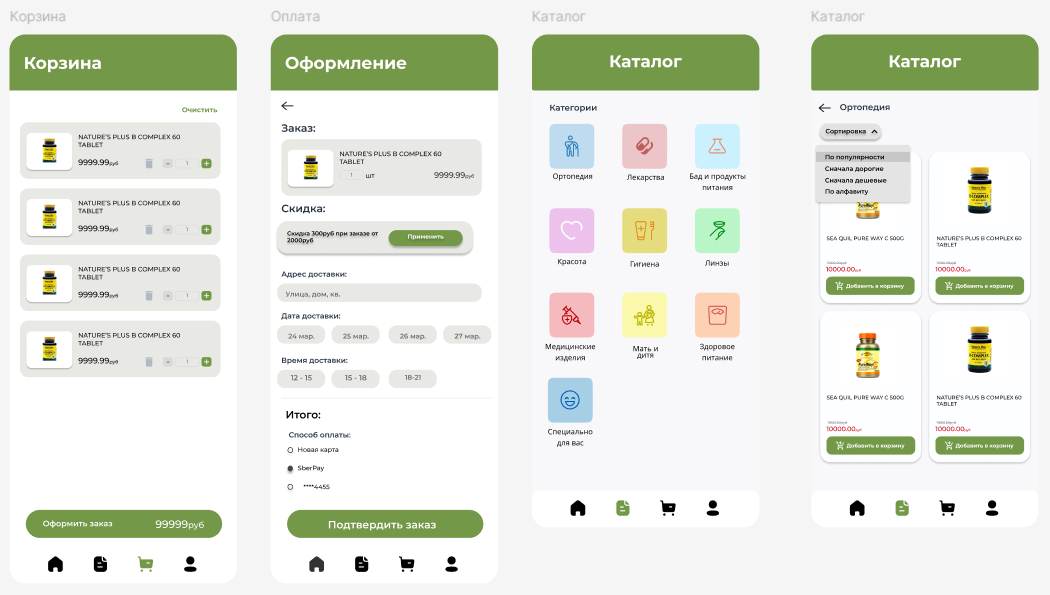 Корзина
Корзина
Очистить
NATURE'S PLUS B COMPLEX 60
TABLET
9999.99руб
1
NATURE'S PLUS B COMPLEX 60
TABLET
9999.99руб
1
NATURE'S PLUS B COMPLEX 60
TABLET
9999.99руб
1
NATURE'S PLUS B COMPLEX 60
TABLET
9999.99руб
1
Оформить заказ 99999руб
Оплата
Оформление
Заказ:
NATURE'S PLUS B COMPLEX 60
TABLET
1 шт 9999.99руб
Скидка:
Скидка 300руб при заказе от
2000руб
Применить
Адрес доставки:
Улица, дом, кв.
Дата доставки:
24 мар. 25 мар. 26 мар. 27 мар.
Время доставки:
12 - 15 15 - 18 18-21
Итого:
Способ оплаты:
Новая карта
SberPay
****4455
Подтвердить заказ
Каталог
Каталог
Категории
Ортопедия
Лекарства
Бад и продукты
питания
Красота
Гигиена
Линзы
Медицинские
изделия
Мать и
дитя
Здоровое
питание
Специально
для вас
Каталог
Каталог
Ортопедия
Сортировка
По популярности
Сначала дорогие
Сначала дешевые
По алфавиту
SEA QUIL PURE WAY C 500G
10000.00руб
Добавить в корзину
NATURE'S PLUS B COMPLEX 60
TABLET
10000.00руб
Добавить в корзину
SEA QUIL PURE WAY C 500G
10000.00руб
Добавить в корзину
NATURE'S PLUS B COMPLEX 60
TABLET
10000.00руб
Добавить в корзину